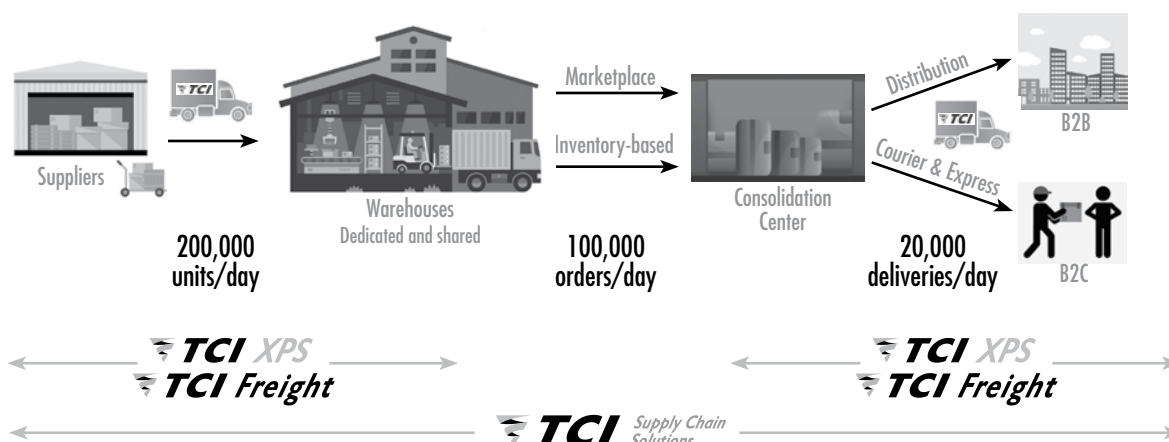 TCI
Suppliers
200,000
units/day
Warehouses
Dedicated and shared
Marketplace
Inventory-based
100,000
orders/day
Consolidation
Center
Distribution
TCI
Courier & Express
20,000
deliveries/day
B2B
B2C
TCI XPS
TCI Freight
TCI XPS
TCI Freight
TCI Supply Chain
Solutions